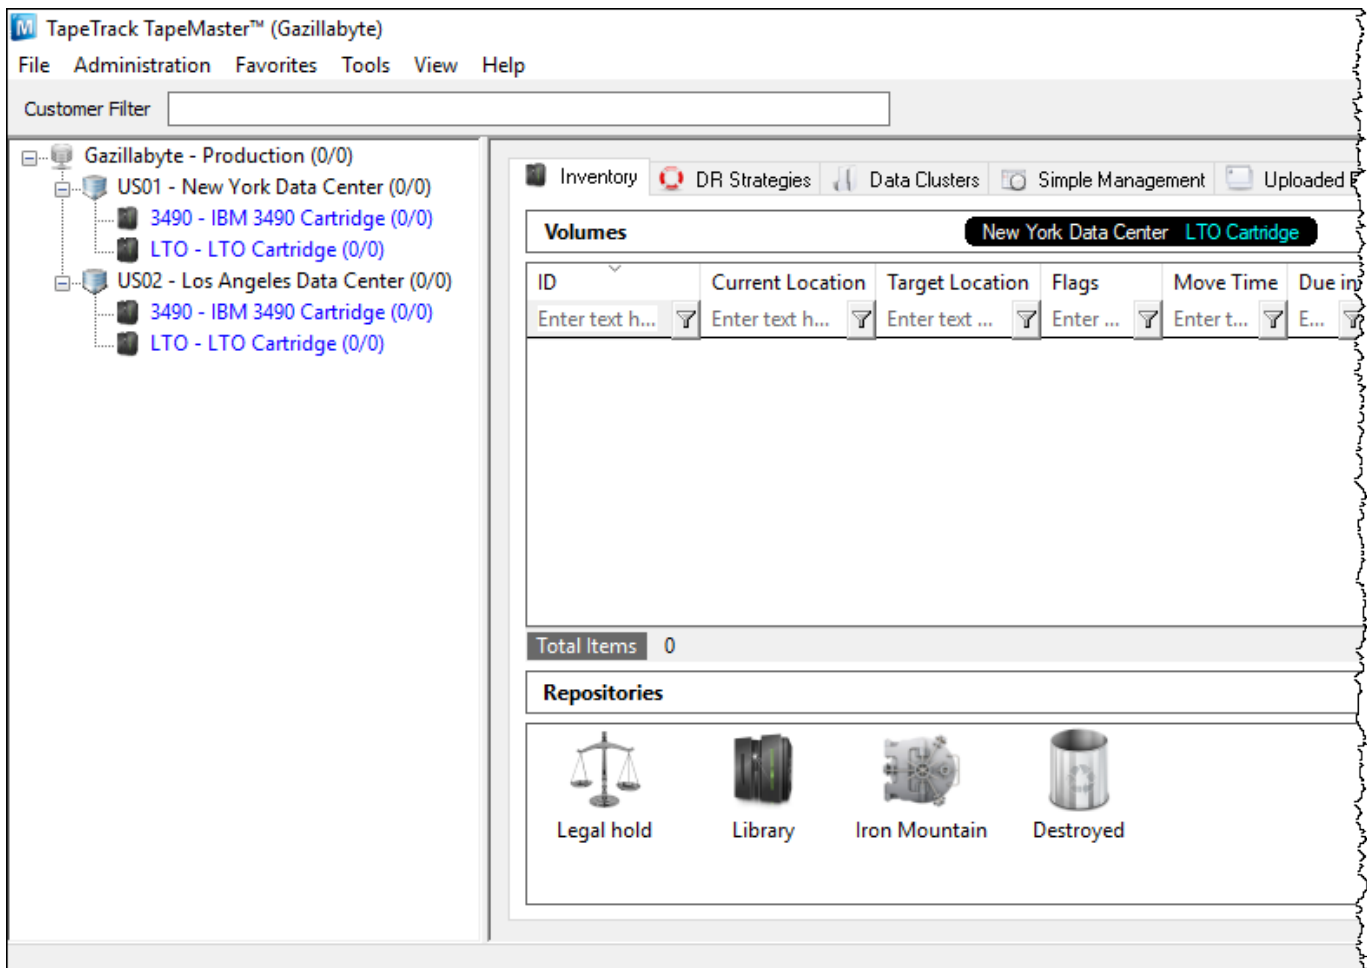 TapeTrack TapeMaster™ (Gazillabyte)
File Administration Favorites Tools View Help
Customer Filter
Gazillabyte - Production (0/0)
US01 - New York Data Center (0/0)
3490 - IBM 3490 Cartridge (0/0)
LTO - LTO Cartridge (0/0)
US02 - Los Angeles Data Center (0/0)
3490 - IBM 3490 Cartridge (0/0)
LTO - LTO Cartridge (0/0)
Inventory DR Strategies Data Clusters Simple Management Uploaded
Volumes New York Data Center LTO Cartridge
ID Current Location Target Location Flags Move Time Due in
Enter text h... Enter text h... Enter text ... Enter ... Enter t... E...
Total Items 0
Repositories
Legal hold Library Iron Mountain Destroyed